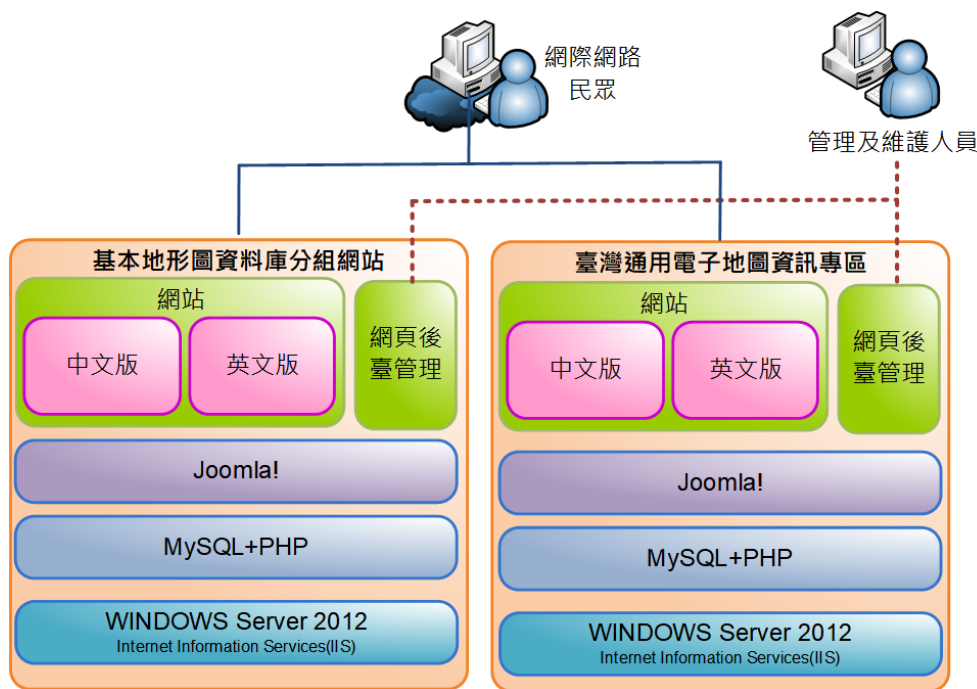 網際網路
民眾
管理及維護人員
基本地形圖資料庫分組網站
網站
中文版
英文版
網頁後
臺管理
Joomla!
MySQL+PHP
WINDOWS Server 2012
Internet Information Services(IIS)
臺灣通用電子地圖資訊專區
網站
中文版
英文版
網頁後
臺管理
Joomla!
MySQL+PHP
WINDOWS Server 2012
Internet Information Services(IIS)